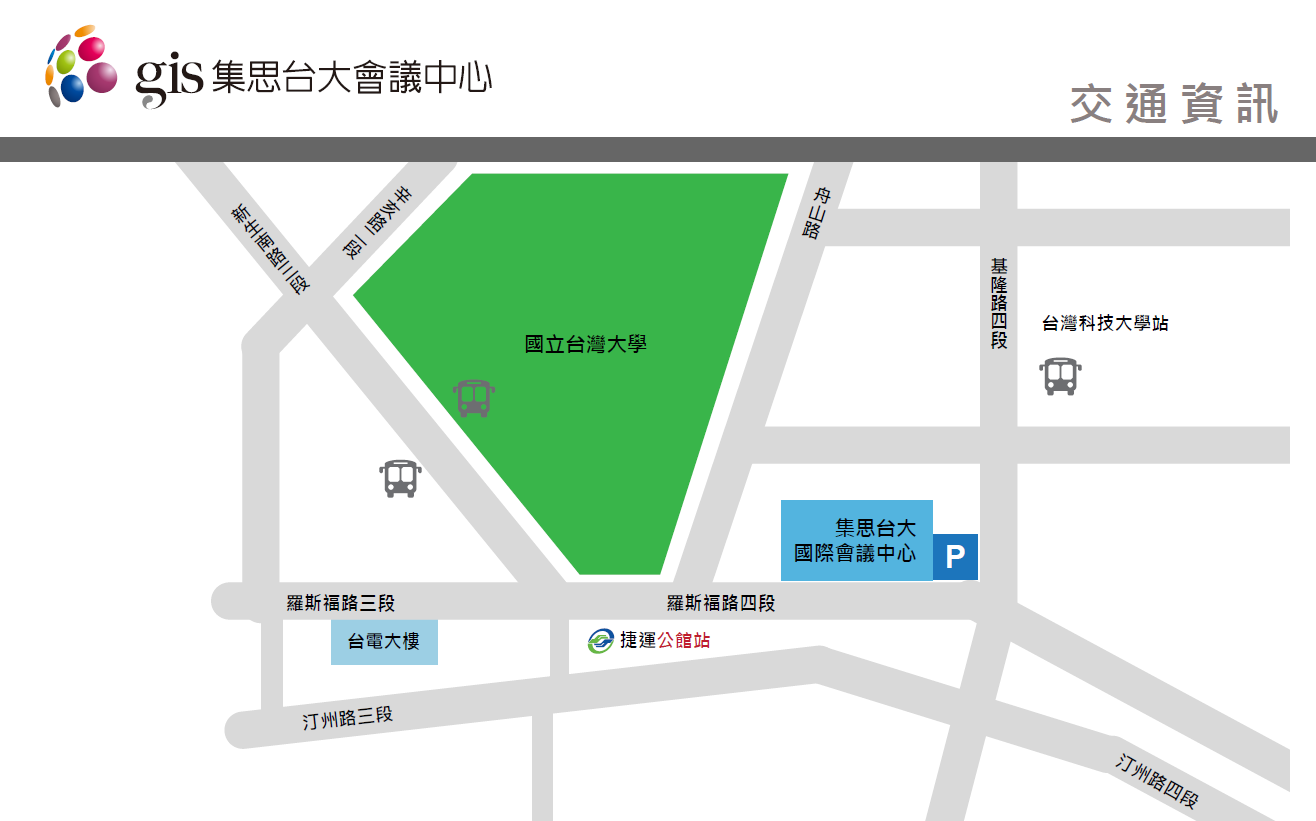 gis 集思台大會議中心
交通資訊
新生南路三段
辛亥路一段
舟山路
基隆路四段
台灣科技大學站
國立台灣大學
集思台大
國際會議中心
P
羅斯福路三段
羅斯福路四段
台電大樓
捷運公館站
汀州路三段
汀州路四段